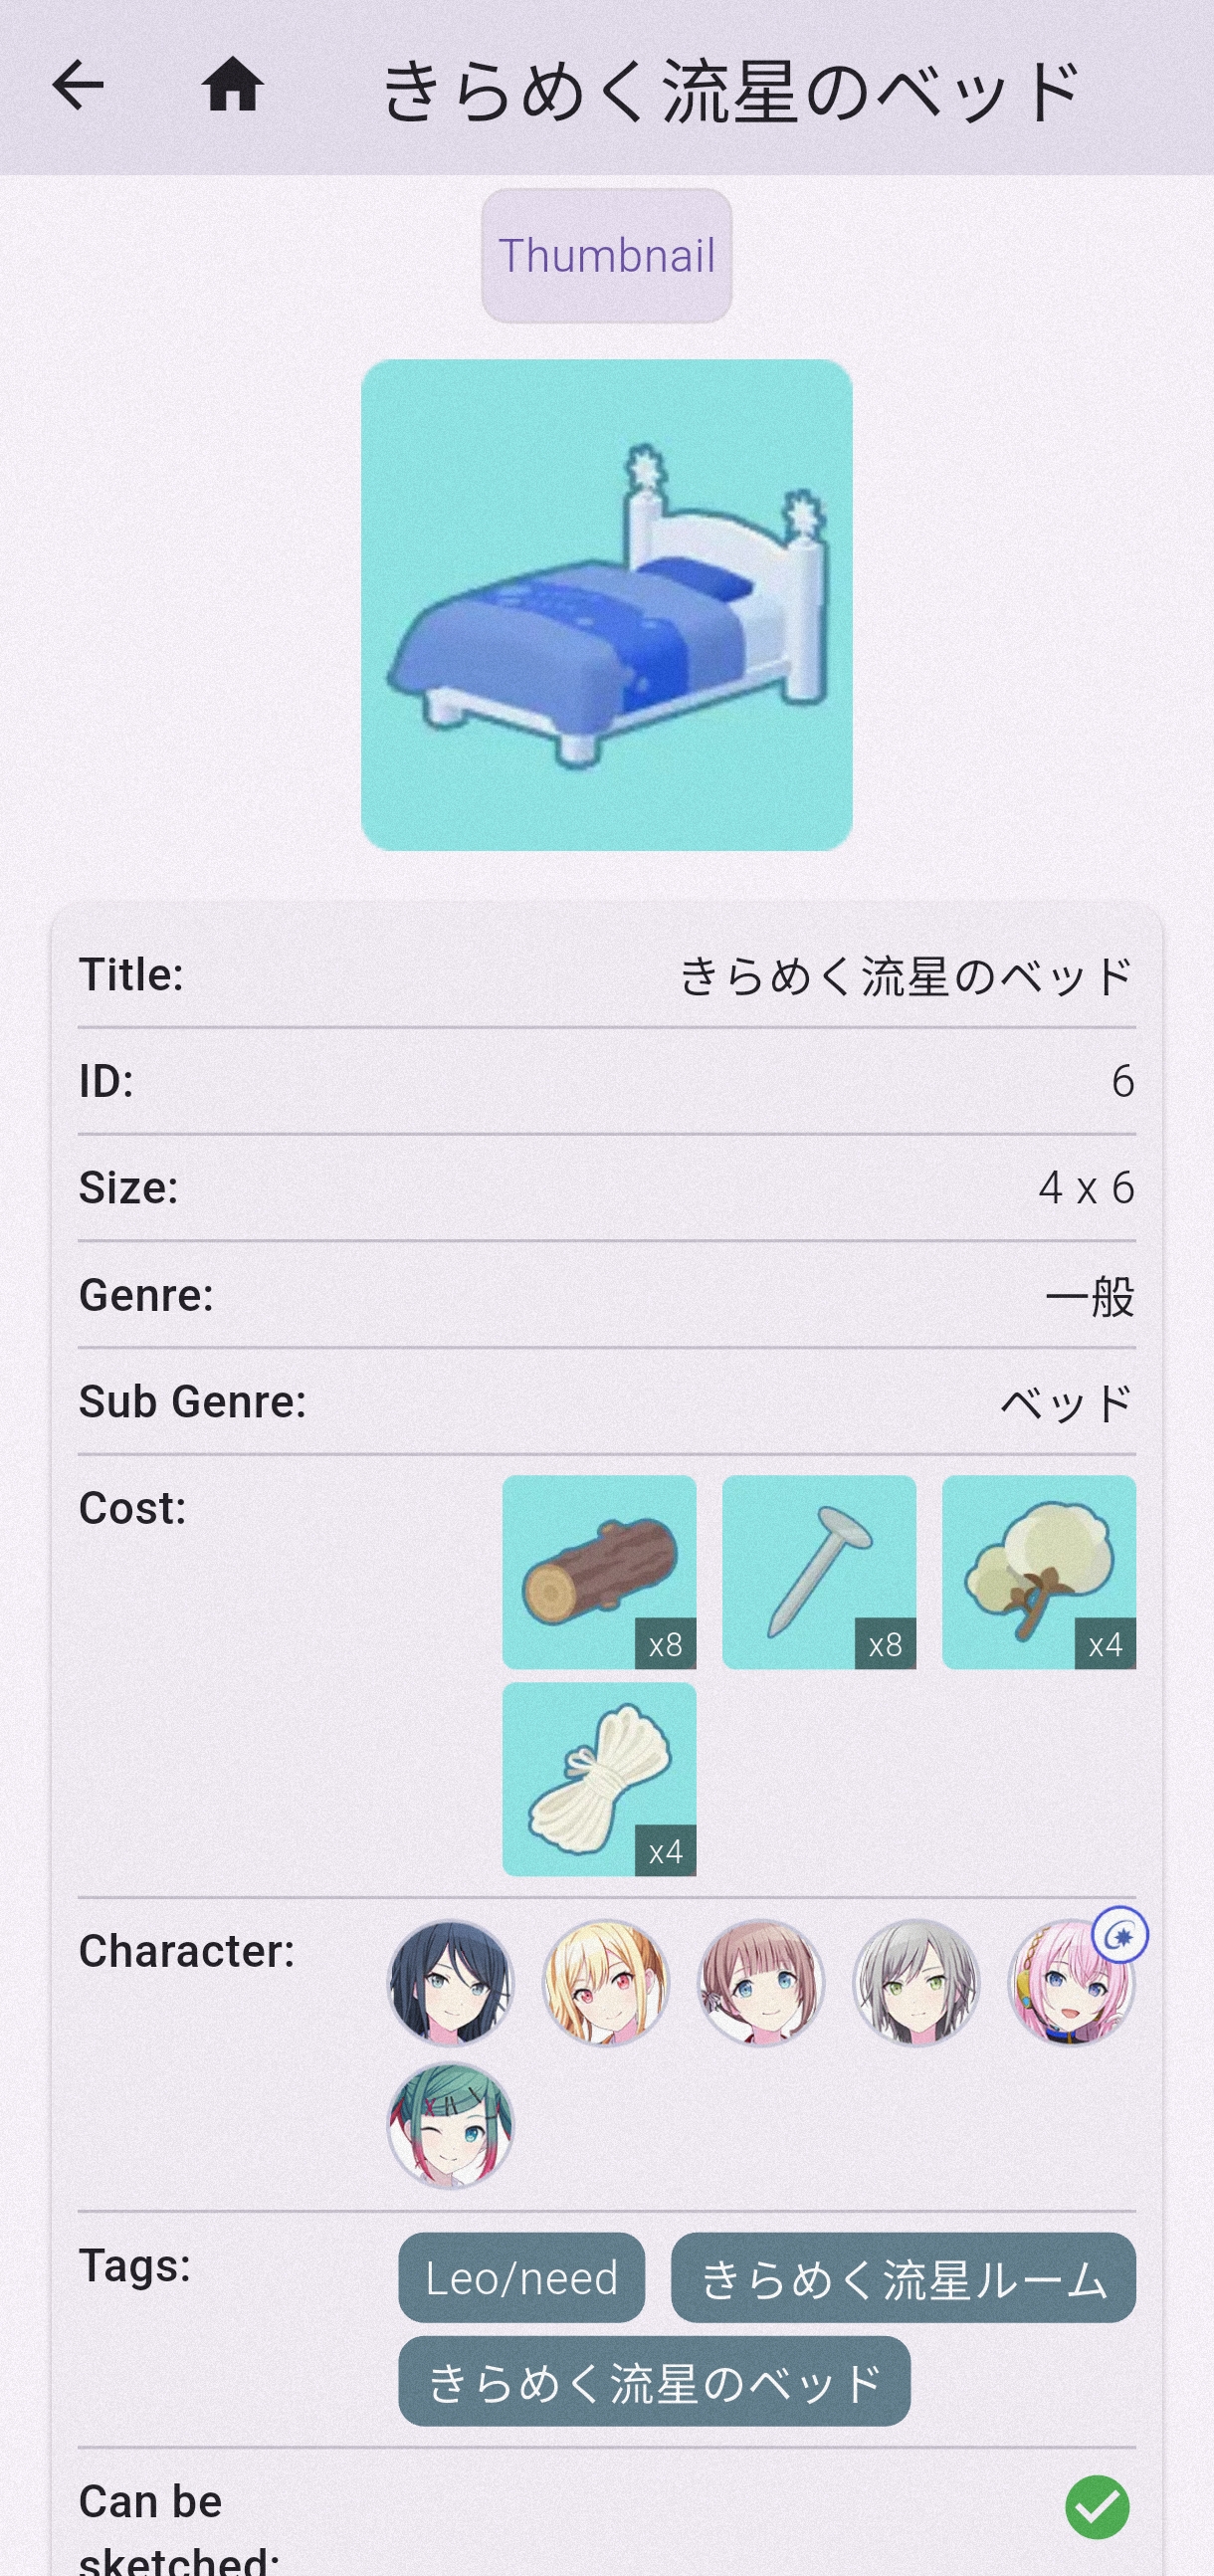 きらめく流星のベッド
Thumbnail
Title: きらめく流星のベッド
ID: 6
Size: 4 x 6
Genre: 一般
Sub Genre: ベッド
Cost:
x8 x8 x4
x4
Character:
Tags: Leo/need きらめく流星ルーム
きらめく流星のベッド
Can be
sketched: